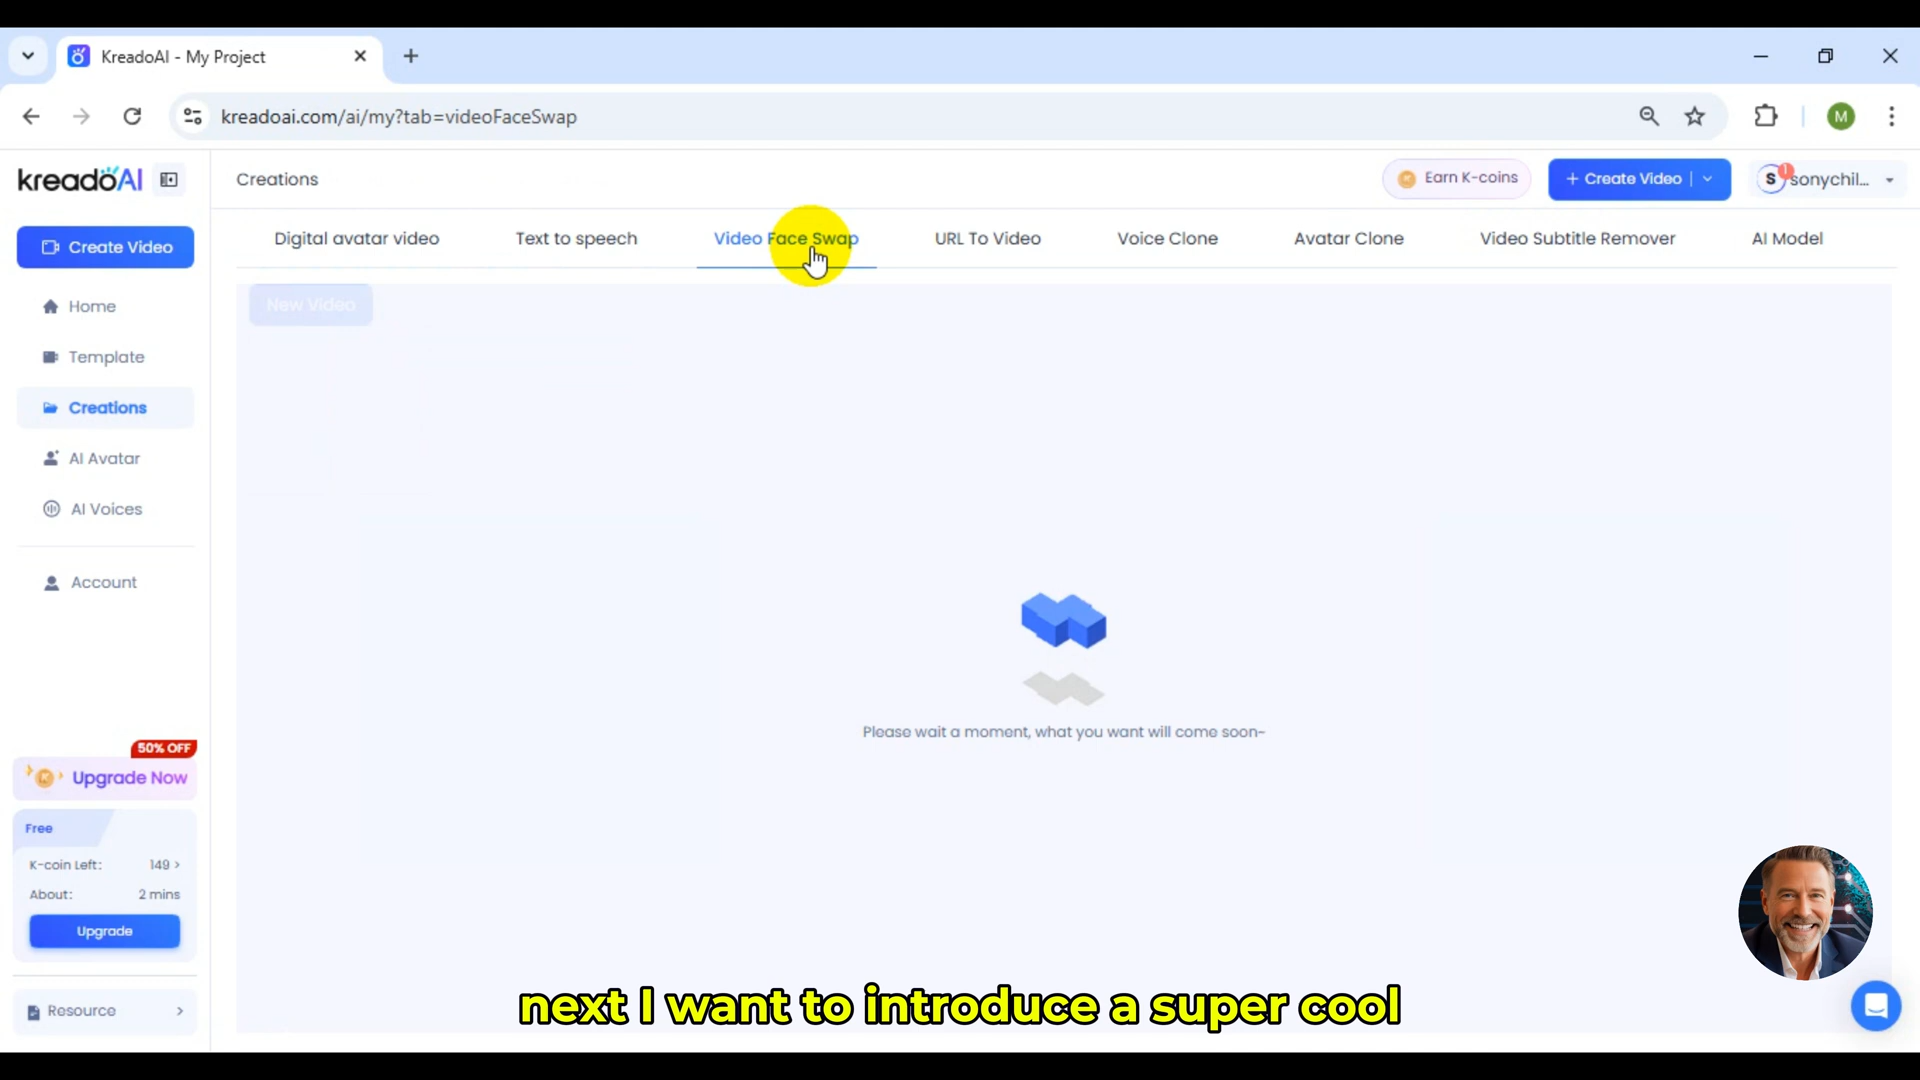 KreadoAI - My Project
kreadoai.com/ai/my?tab=videoFaceSwap
M
kreadoAI
Creations
Earn K-coins
+ Create Video
S
1
sonychil...
Create Video
Digital avatar video
Text to speech
Video Face Swap
URL To Video
Voice Clone
Avatar Clone
Video Subtitle Remover
AI Model
New Video
Home
Template
Creations
AI Avatar
AI Voices
Account
Please wait a moment, what you want will come soon~
50% OFF
K
Upgrade Now
Free
K-coin Left: 149 >
About: 2 mins
Upgrade
Resource
next I want to introduce a super cool